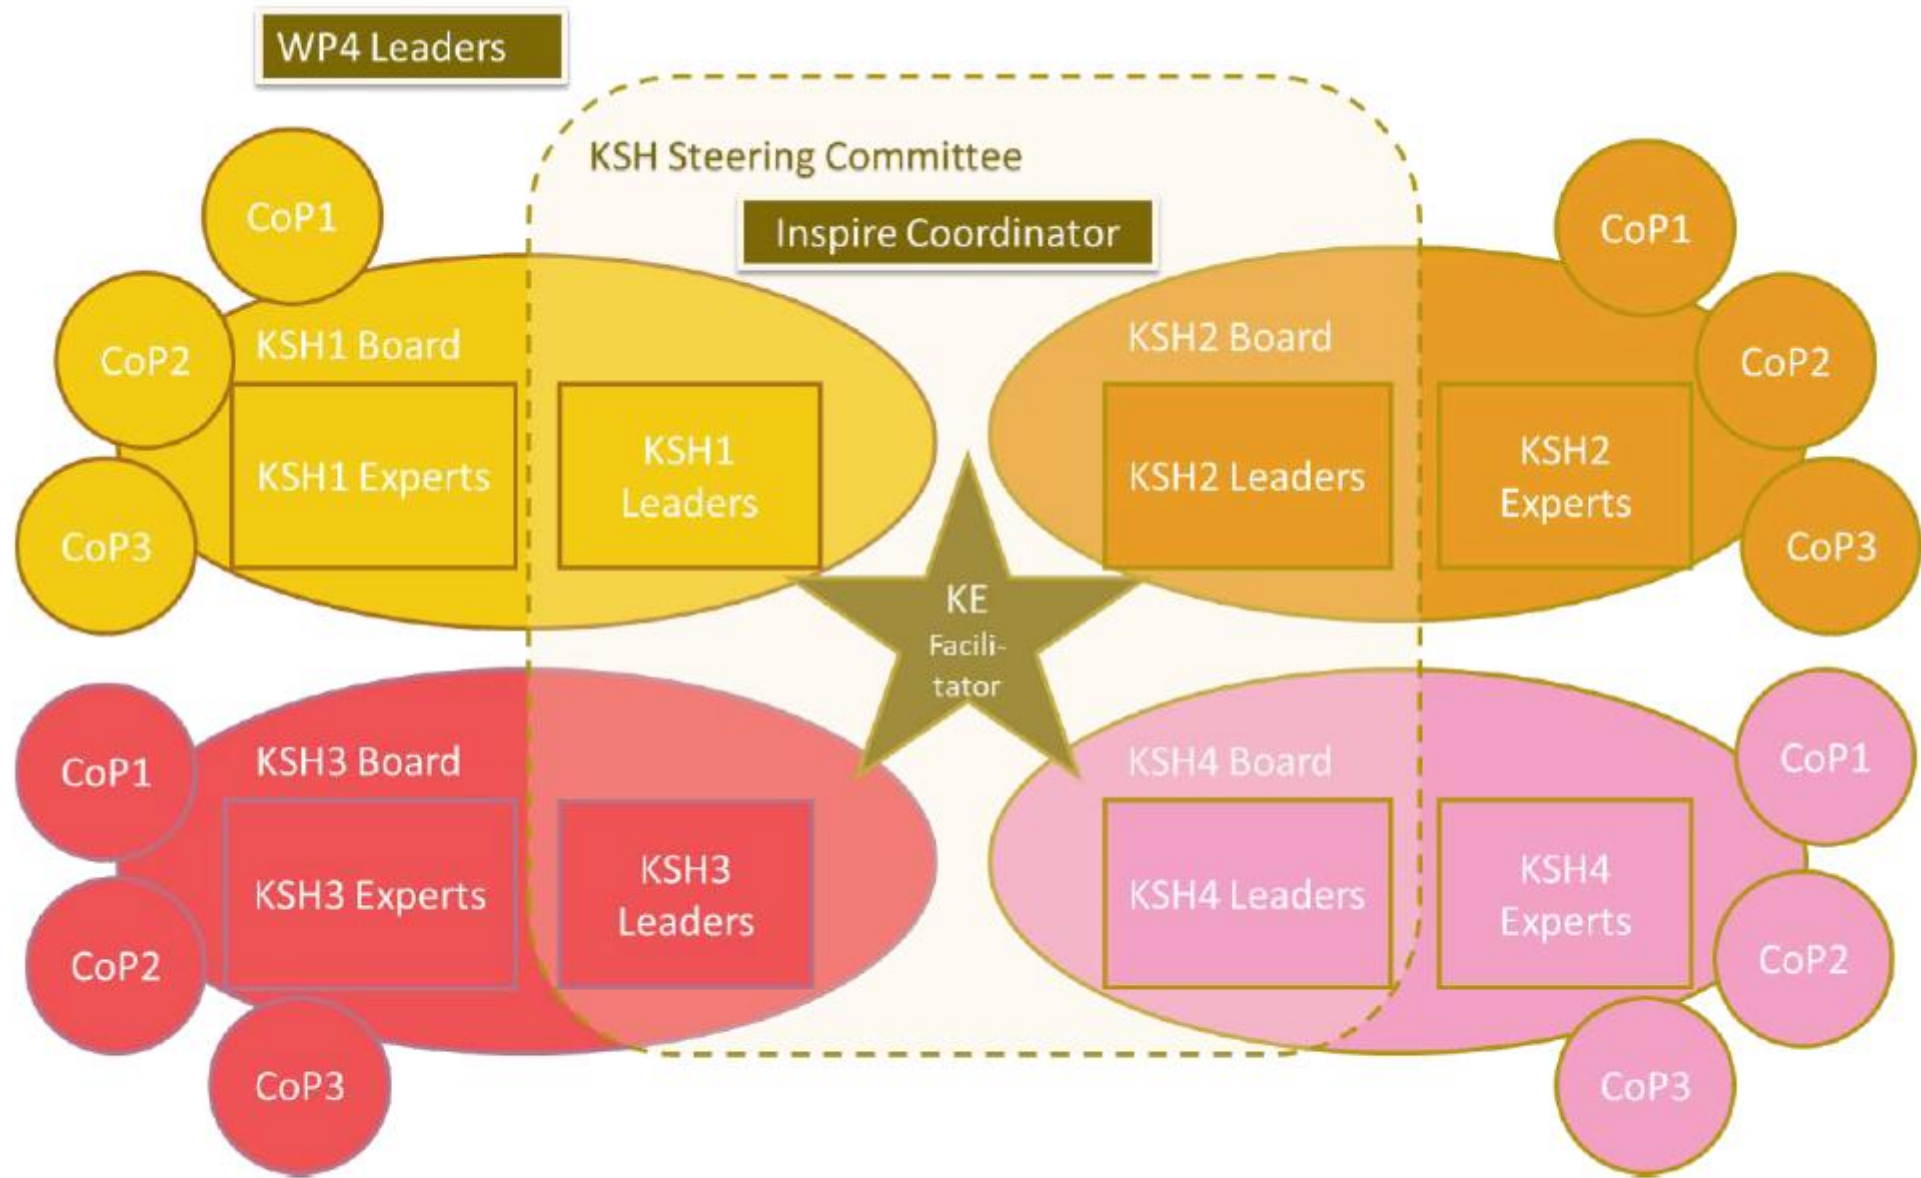 WP4 Leaders
KSH Steering Committee
Inspire Coordinator
CoP1
CoP2
CoP3
KSH1 Board
KSH1 Experts
KSH1
Leaders
KSH2 Board
KSH2 Leaders
KSH2
Experts
CoP1
CoP2
CoP3
KE
Facili-
tator
CoP1
CoP2
CoP3
KSH3 Board
KSH3 Experts
KSH3
Leaders
KSH4 Board
KSH4 Leaders
KSH4
Experts
CoP1
CoP2
CoP3